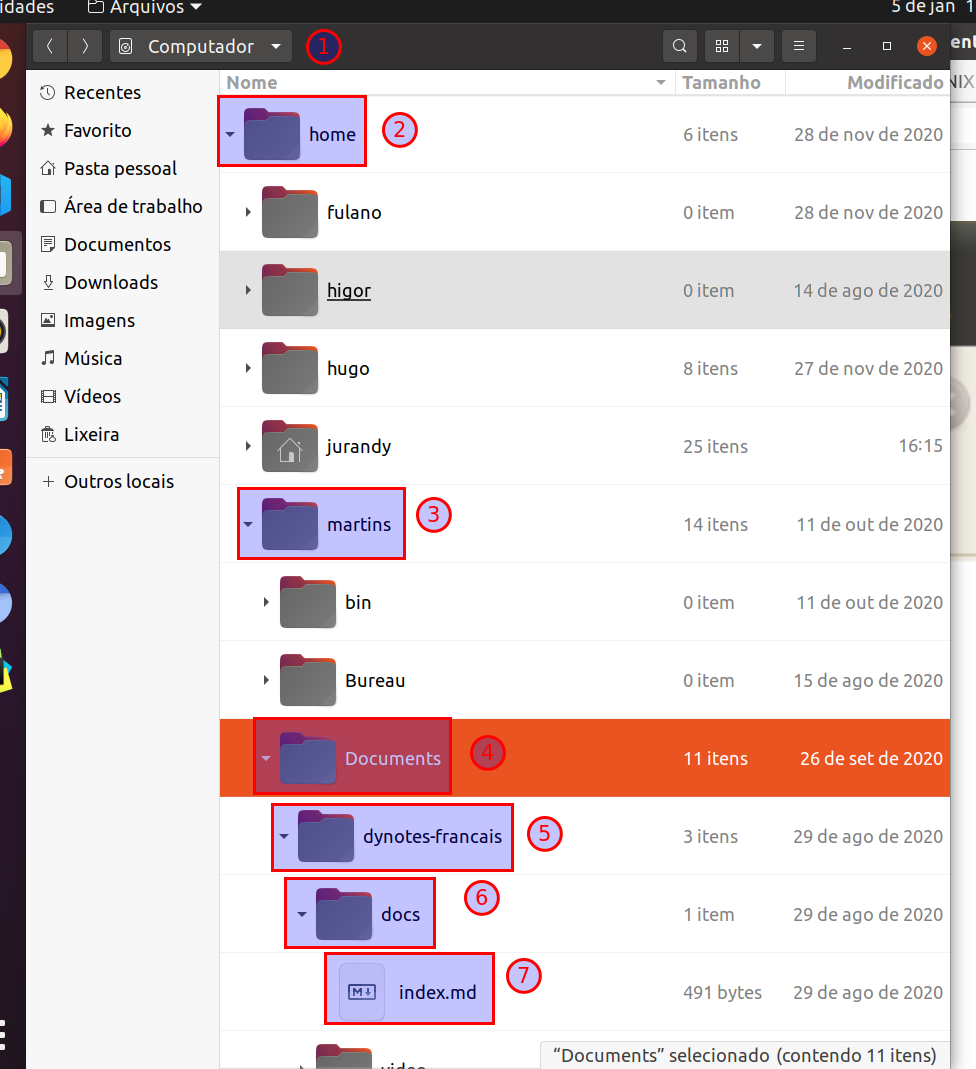 Arquivos
5 de jan
Computador 1
Nome Tamanho Modificado
Recentes
Favorito
Pasta pessoal
Área de trabalho
Documentos
Downloads
Imagens
Música
Vídeos
Lixeira
+ Outros locais
home 2 6 itens 28 de nov de 2020
fulano 0 item 28 de nov de 2020
higor 0 item 14 de ago de 2020
hugo 8 itens 27 de nov de 2020
jurandy 25 itens 16:15
martins 3 14 itens 11 de out de 2020
bin 0 item 11 de out de 2020
Bureau 0 item 15 de ago de 2020
Documents 4 11 itens 26 de set de 2020
dynotes-francais 5 3 itens 29 de ago de 2020
docs 6 1 item 29 de ago de 2020
M index.md 7 491 bytes 29 de ago de 2020
“Documents” selecionado (contendo 11 itens)